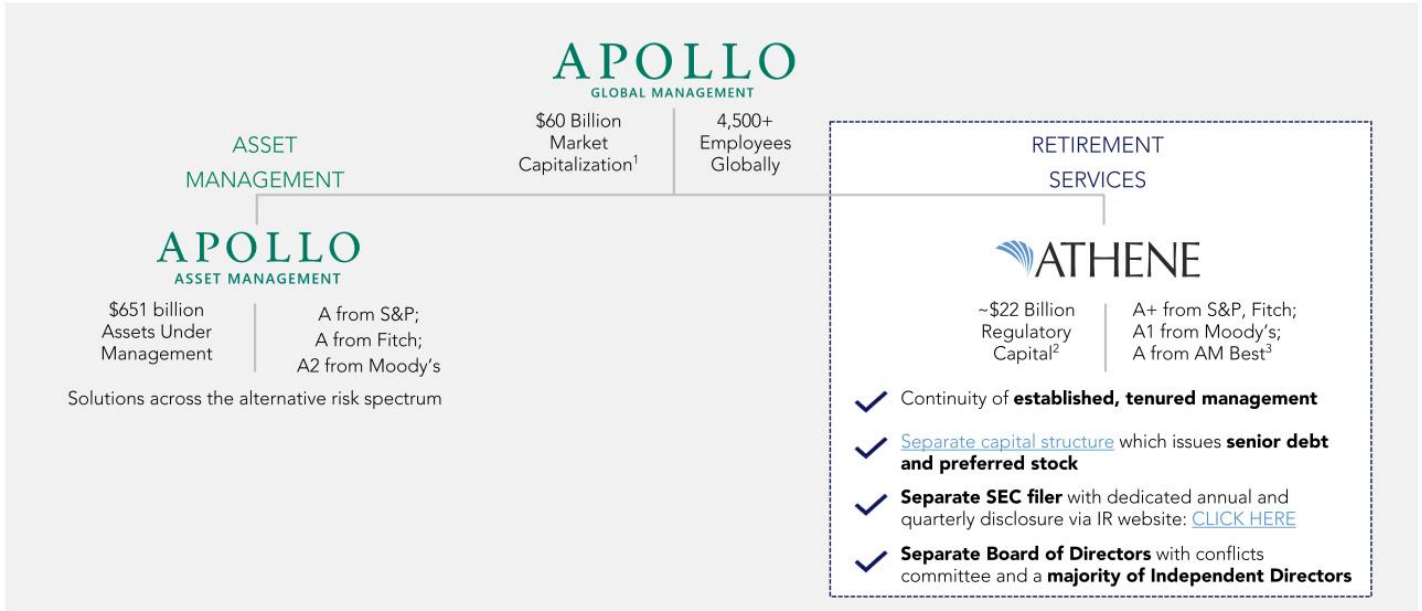 APOLLO
GLOBAL MANAGEMENT
$60 Billion
Market
Capitalization¹
4,500+
Employees
Globally
ASSET
MANAGEMENT
APOLLO
ASSET MANAGEMENT
$651 billion
Assets Under
Management
A from S&P;
A from Fitch;
A2 from Moody’s
Solutions across the alternative risk spectrum
RETIREMENT
SERVICES
ATHENE
~$22 Billion
Regulatory
Capital²
A+ from S&P, Fitch;
A1 from Moody’s;
A from AM Best³
Continuity of established, tenured management
Separate capital structure which issues senior debt
and preferred stock
Separate SEC filer with dedicated annual and
quarterly disclosure via IR website: CLICK HERE
Separate Board of Directors with conflicts
committee and a majority of Independent Directors